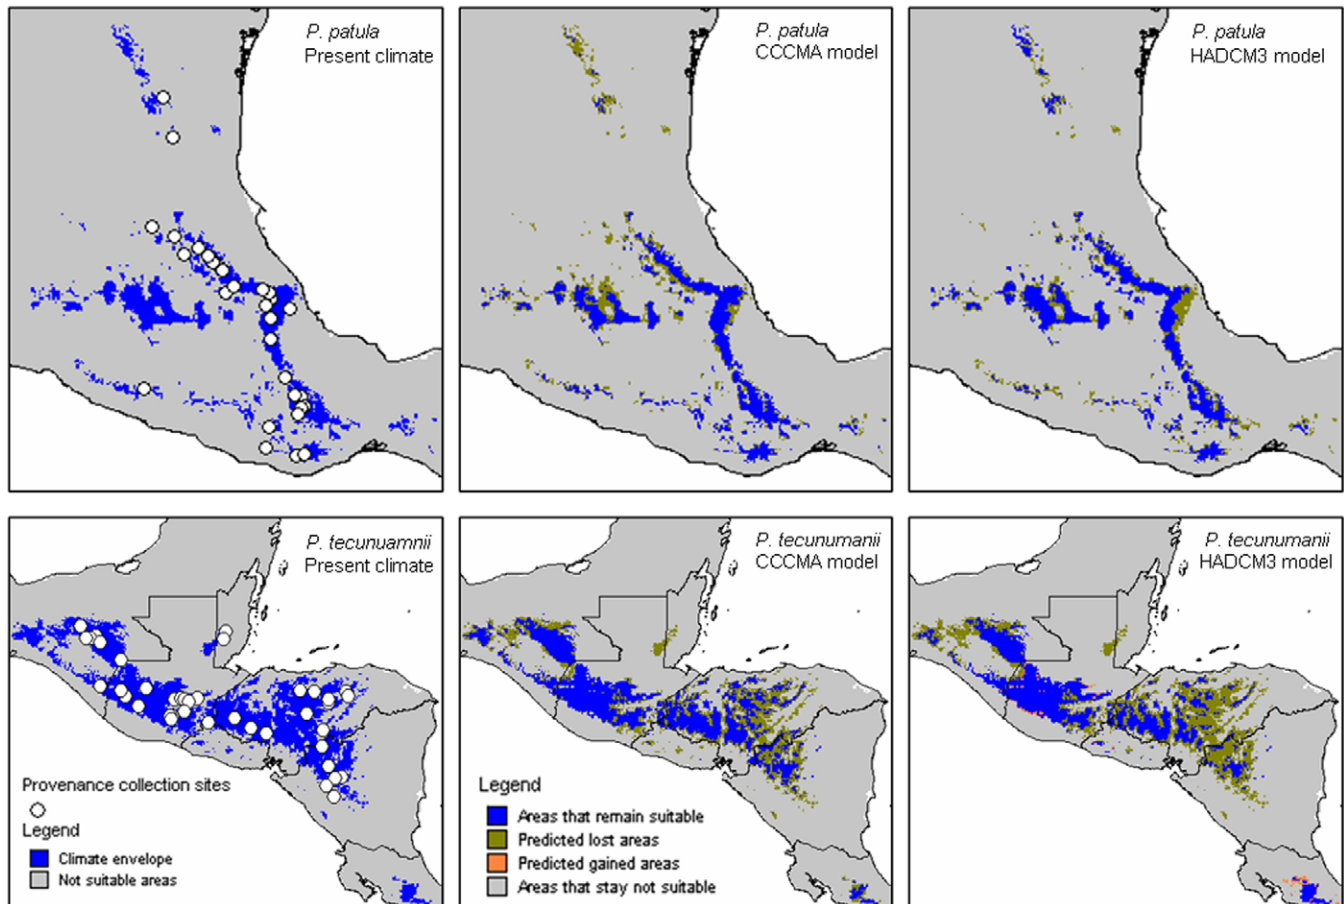 P. patula
Present climate
P. patula
CCCMA model
P. patula
HADCM3 model
P. tecunuamnii
Present climate
Provenance collection sites
Legend
Climate envelope
Not suitable areas
P. tecunumanii
CCCMA model
Legend
Areas that remain suitable
Predicted lost areas
Predicted gained areas
Areas that stay not suitable
P. tecunumanii
HADCM3 model